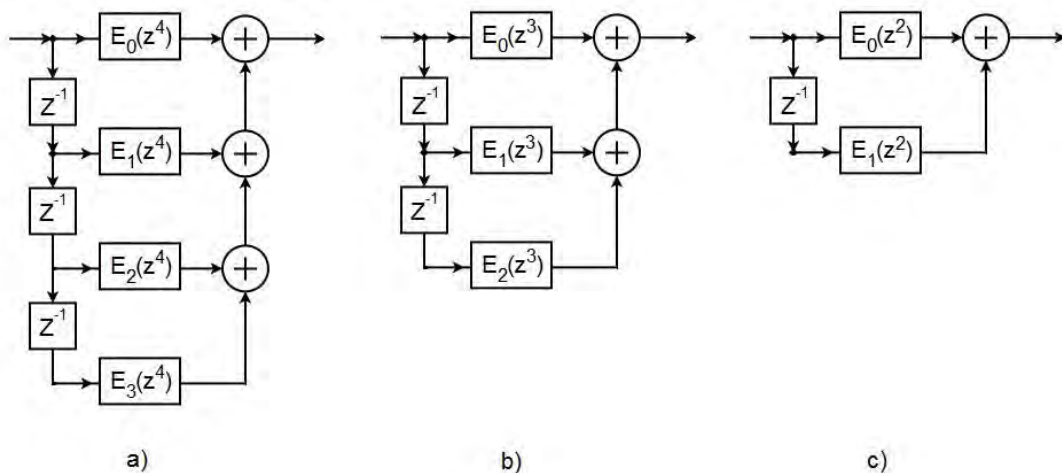 E₀(z⁴)
Z⁻¹
E₁(z⁴)
Z⁻¹
E₂(z⁴)
Z⁻¹
E₃(z⁴)
a)
E₀(z³)
Z⁻¹
E₁(z³)
Z⁻¹
E₂(z³)
b)
E₀(z²)
Z⁻¹
E₁(z²)
c)